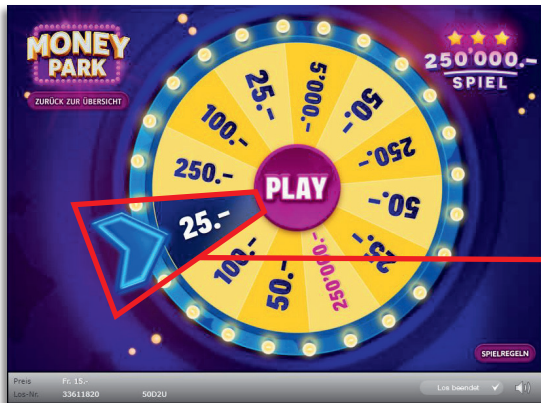 MONEY
PARK
ZURÜCK ZUR ÜBERSICHT
250'000.-
SPIEL
5'000.-
50.-
250.-
50.-
25.-
250'000.-
50.-
100.-
25.-
250.-
100.-
25.-
PLAY
SPIELREGELN
Preis Fr. 15.-
Los-Nr. 33611820 50D2U
Los beendet